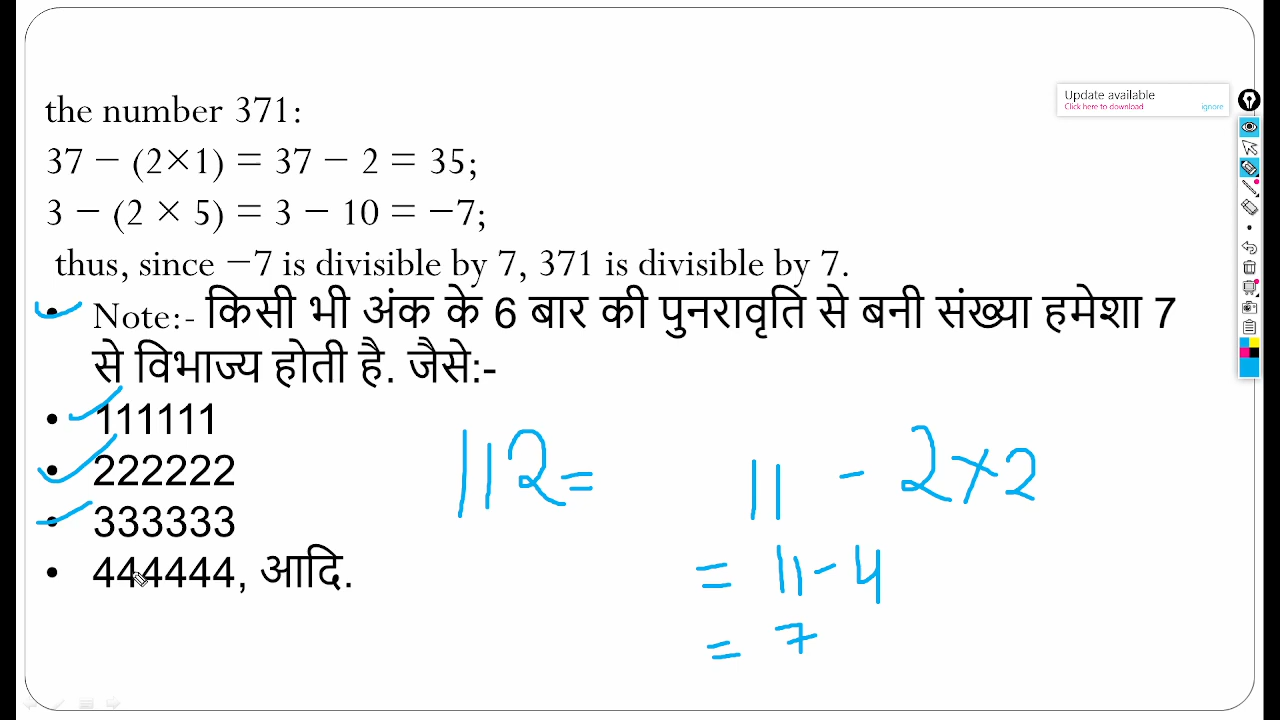 Update available
Click here to download ignore
the number 371:
37 − (2×1) = 37 − 2 = 35;
3 − (2 × 5) = 3 − 10 = −7;
thus, since −7 is divisible by 7, 371 is divisible by 7.
• Note:- किसी भी अंक के 6 बार की पुनरावृति से बनी संख्या हमेशा 7
से विभाज्य होती है. जैसे:-
• 111111
• 222222
• 333333
• 444444, आदि.
112 = 11 - 2×2
= 11 - 4
= 7